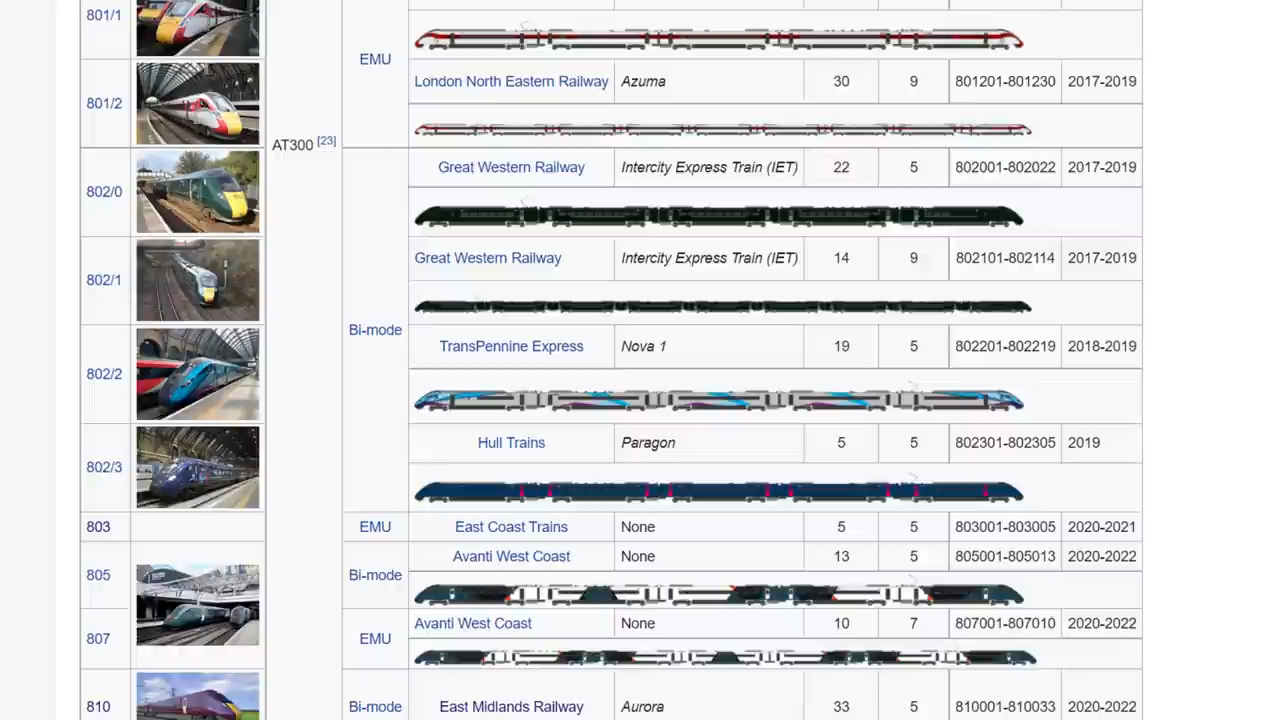 801/1
EMU
London North Eastern Railway Azuma 30 9 801201-801230 2017-2019
801/2
AT300 [23]
Great Western Railway Intercity Express Train (IET) 22 5 802001-802022 2017-2019
802/0
Great Western Railway Intercity Express Train (IET) 14 9 802101-802114 2017-2019
802/1
Bi-mode
TransPennine Express Nova 1 19 5 802201-802219 2018-2019
802/2
Hull Trains Paragon 5 5 802301-802305 2019
802/3
803 EMU East Coast Trains None 5 5 803001-803005 2020-2021
Avanti West Coast None 13 5 805001-805013 2020-2022
805 Bi-mode
Avanti West Coast None 10 7 807001-807010 2020-2022
807 EMU
810 Bi-mode East Midlands Railway Aurora 33 5 810001-810033 2020-2022